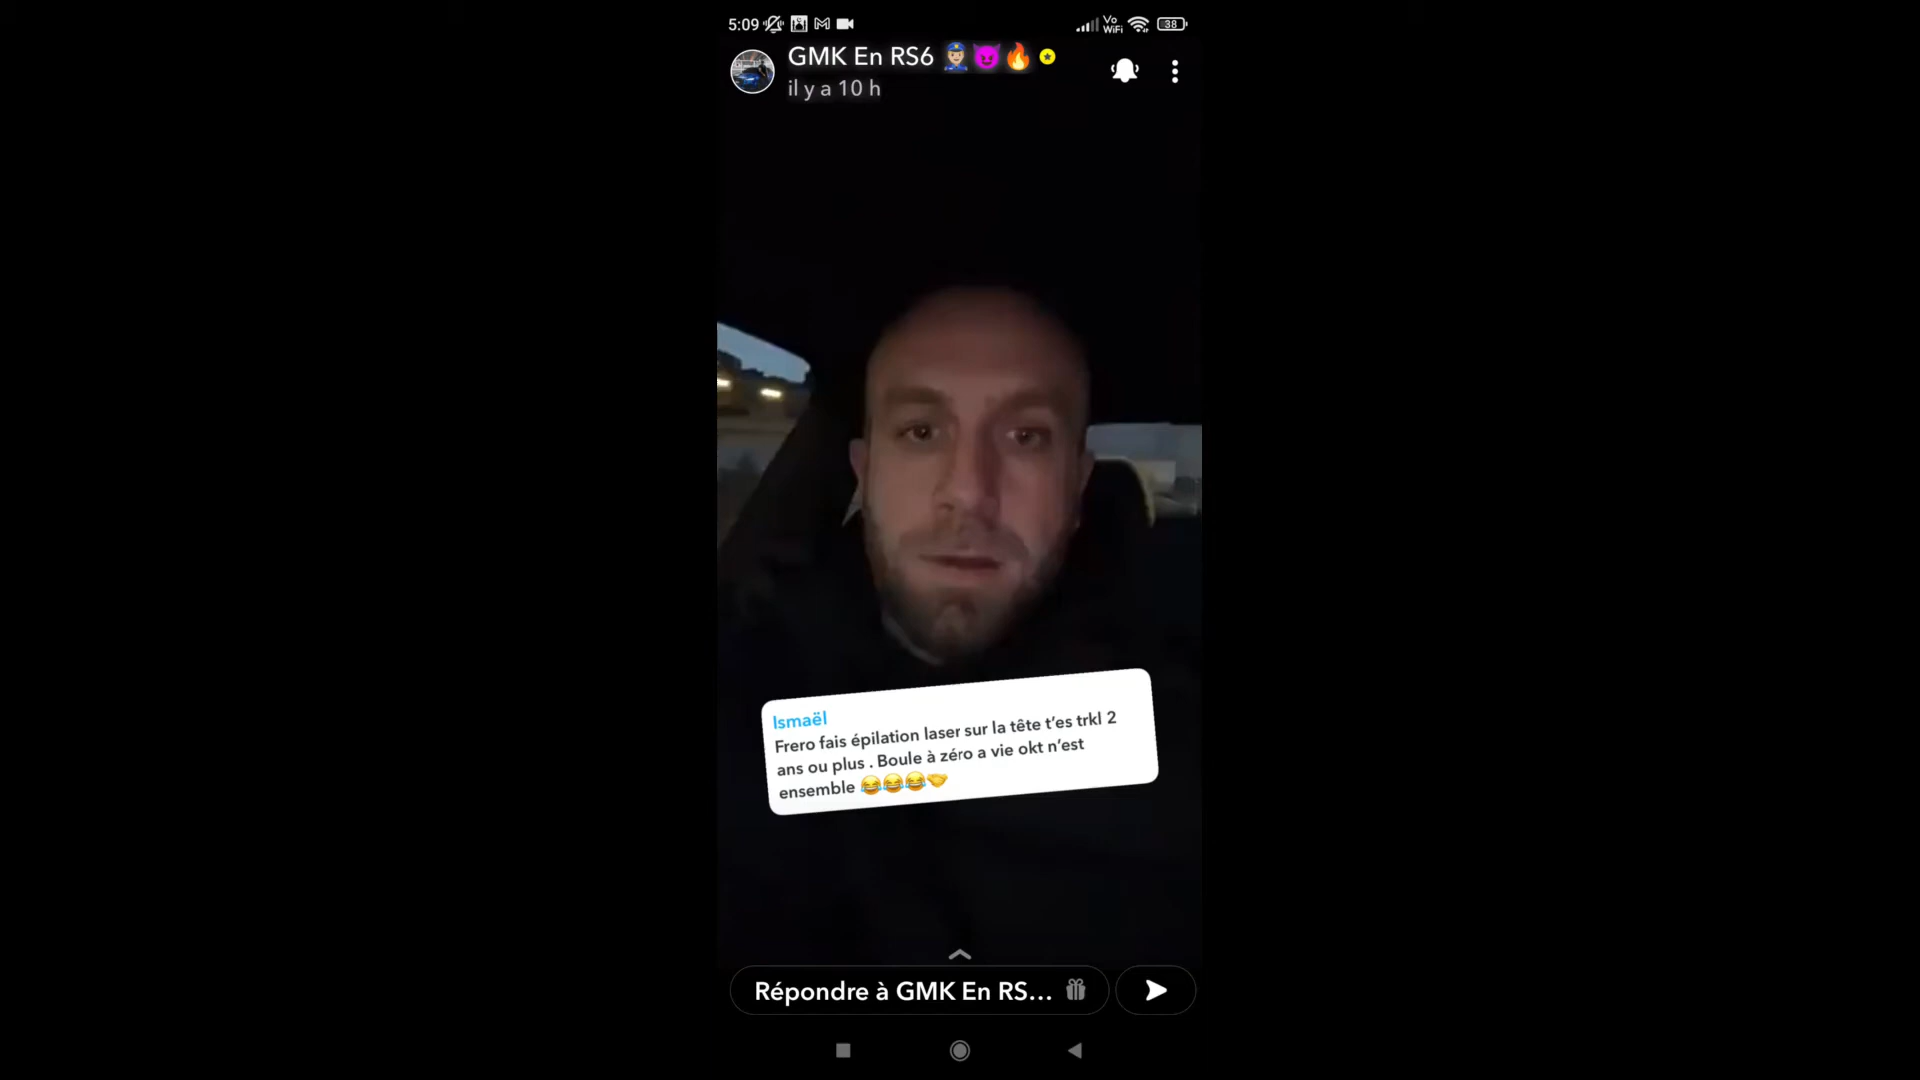 5:09
Vo WiFi
38
GMK En RS6 👮🏼😈🔥
il y a 10 h
Ismaël
Frero fais épilation laser sur la tête t’es trkl 2
ans ou plus . Boule à zéro a vie okt n’est
ensemble 😂😂😂🤝
Répondre à GMK En RS...